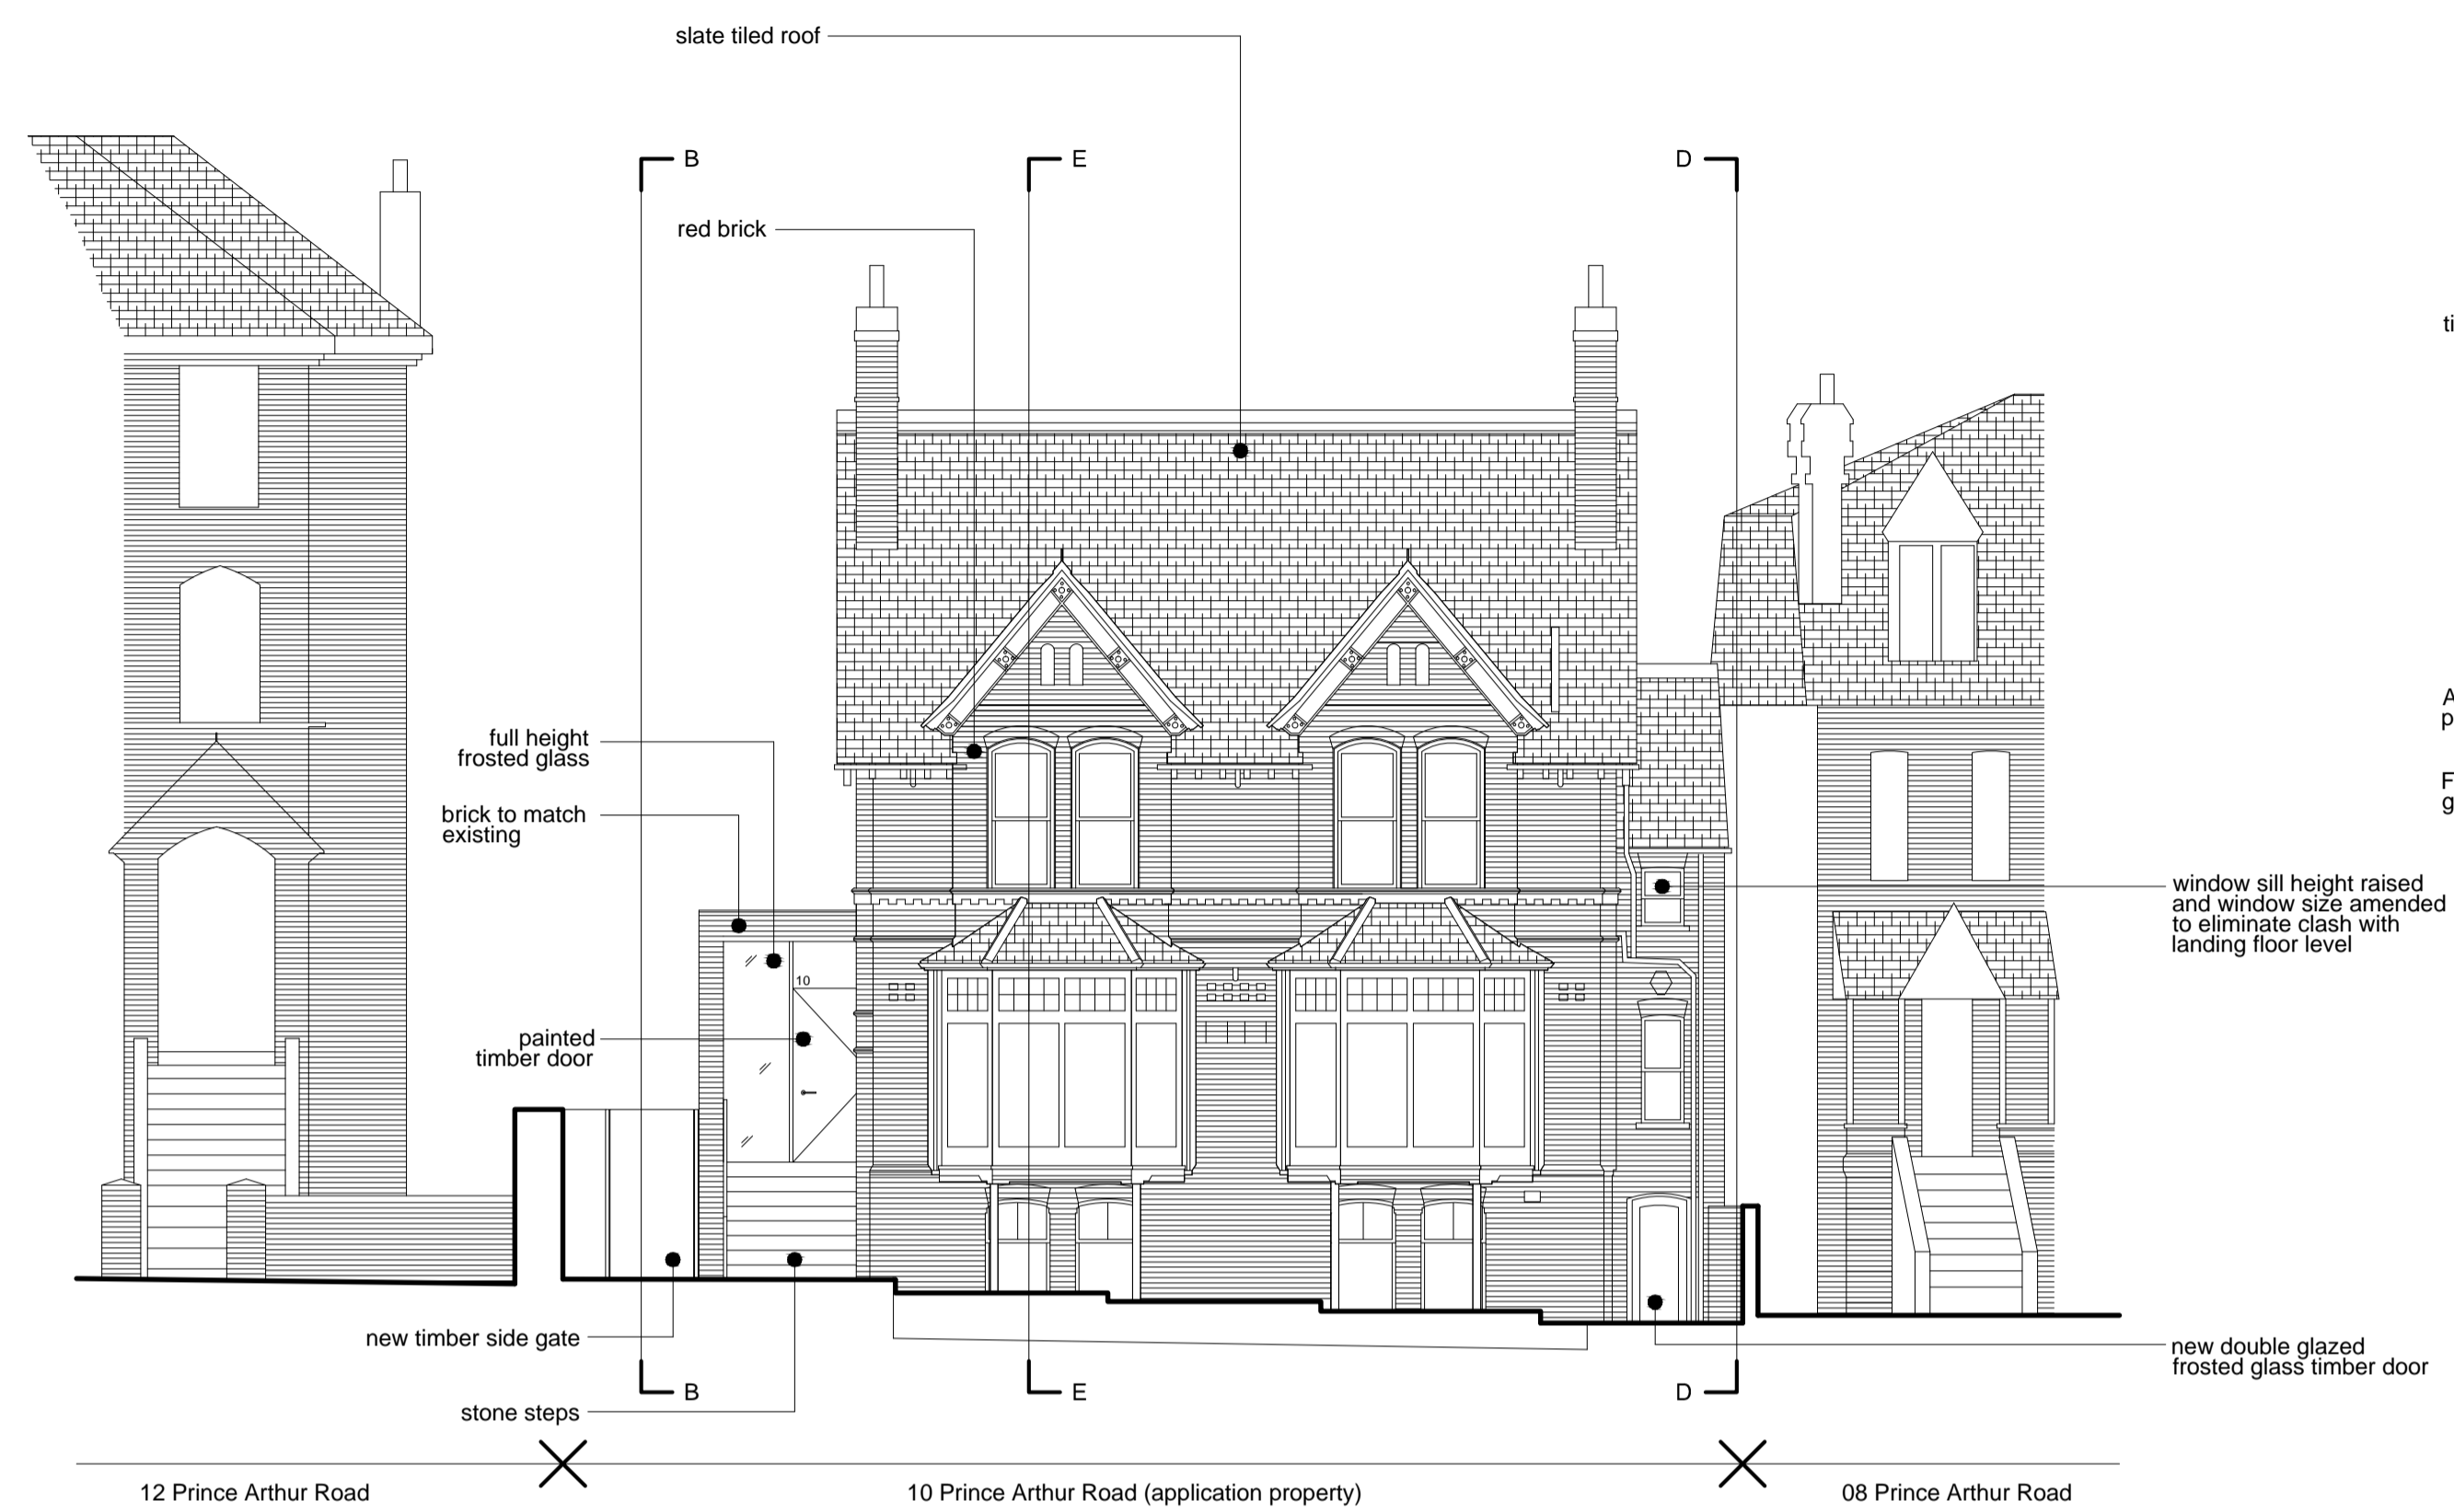 slate tiled roof
B
E
D
red brick
ti
A
p
full height
frosted glass
F
g
brick to match
existing
window sill height raised
and window size amended
to eliminate clash with
landing floor level
10
painted
timber door
new timber side gate
new double glazed
frosted glass timber door
B
E
D
stone steps
12 Prince Arthur Road
10 Prince Arthur Road (application property)
08 Prince Arthur Road